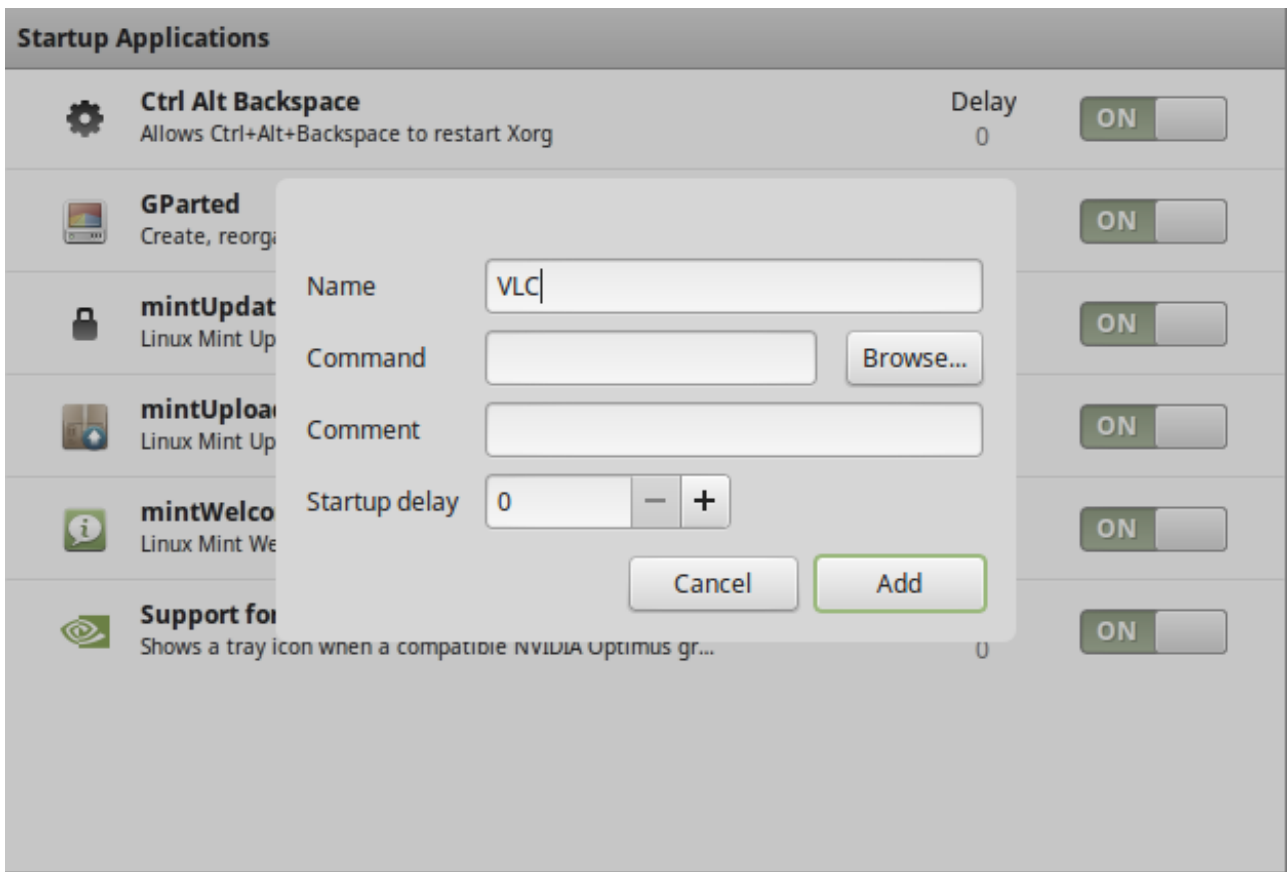 Startup Applications
Ctrl Alt Backspace
Allows Ctrl+Alt+Backspace to restart Xorg
Delay
0
ON
GParted
Create, reorga
ON
mintUpdat
Linux Mint Up
ON
mintUploa
Linux Mint Up
ON
mintWelco
Linux Mint We
ON
Support for
Shows a tray icon when a compatible NVIDIA Optimus gr...
0
ON
Name
VLC
Command
Browse...
Comment
Startup delay
0
− +
Cancel
Add